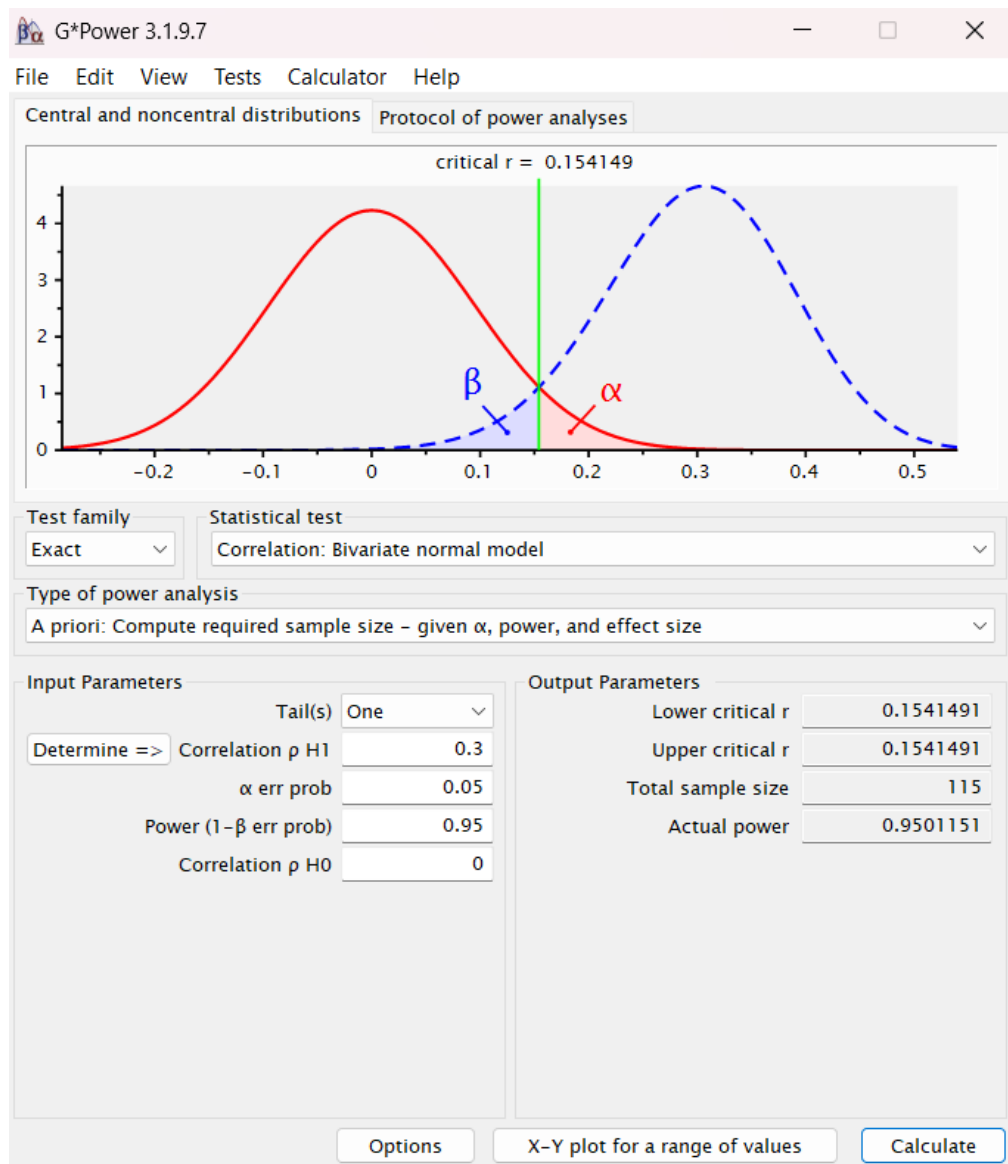 G*Power 3.1.9.7
File Edit View Tests Calculator Help
Central and noncentral distributions Protocol of power analyses
critical r = 0.154149
4
3
2
1
0
β α
-0.2 -0.1 0 0.1 0.2 0.3 0.4 0.5
Test family Statistical test
Exact Correlation: Bivariate normal model
Type of power analysis
A priori: Compute required sample size – given α, power, and effect size
Input Parameters
Tail(s) One
Determine => Correlation ρ H1 0.3
α err prob 0.05
Power (1-β err prob) 0.95
Correlation ρ H0 0
Output Parameters
Lower critical r 0.1541491
Upper critical r 0.1541491
Total sample size 115
Actual power 0.9501151
Options X-Y plot for a range of values Calculate